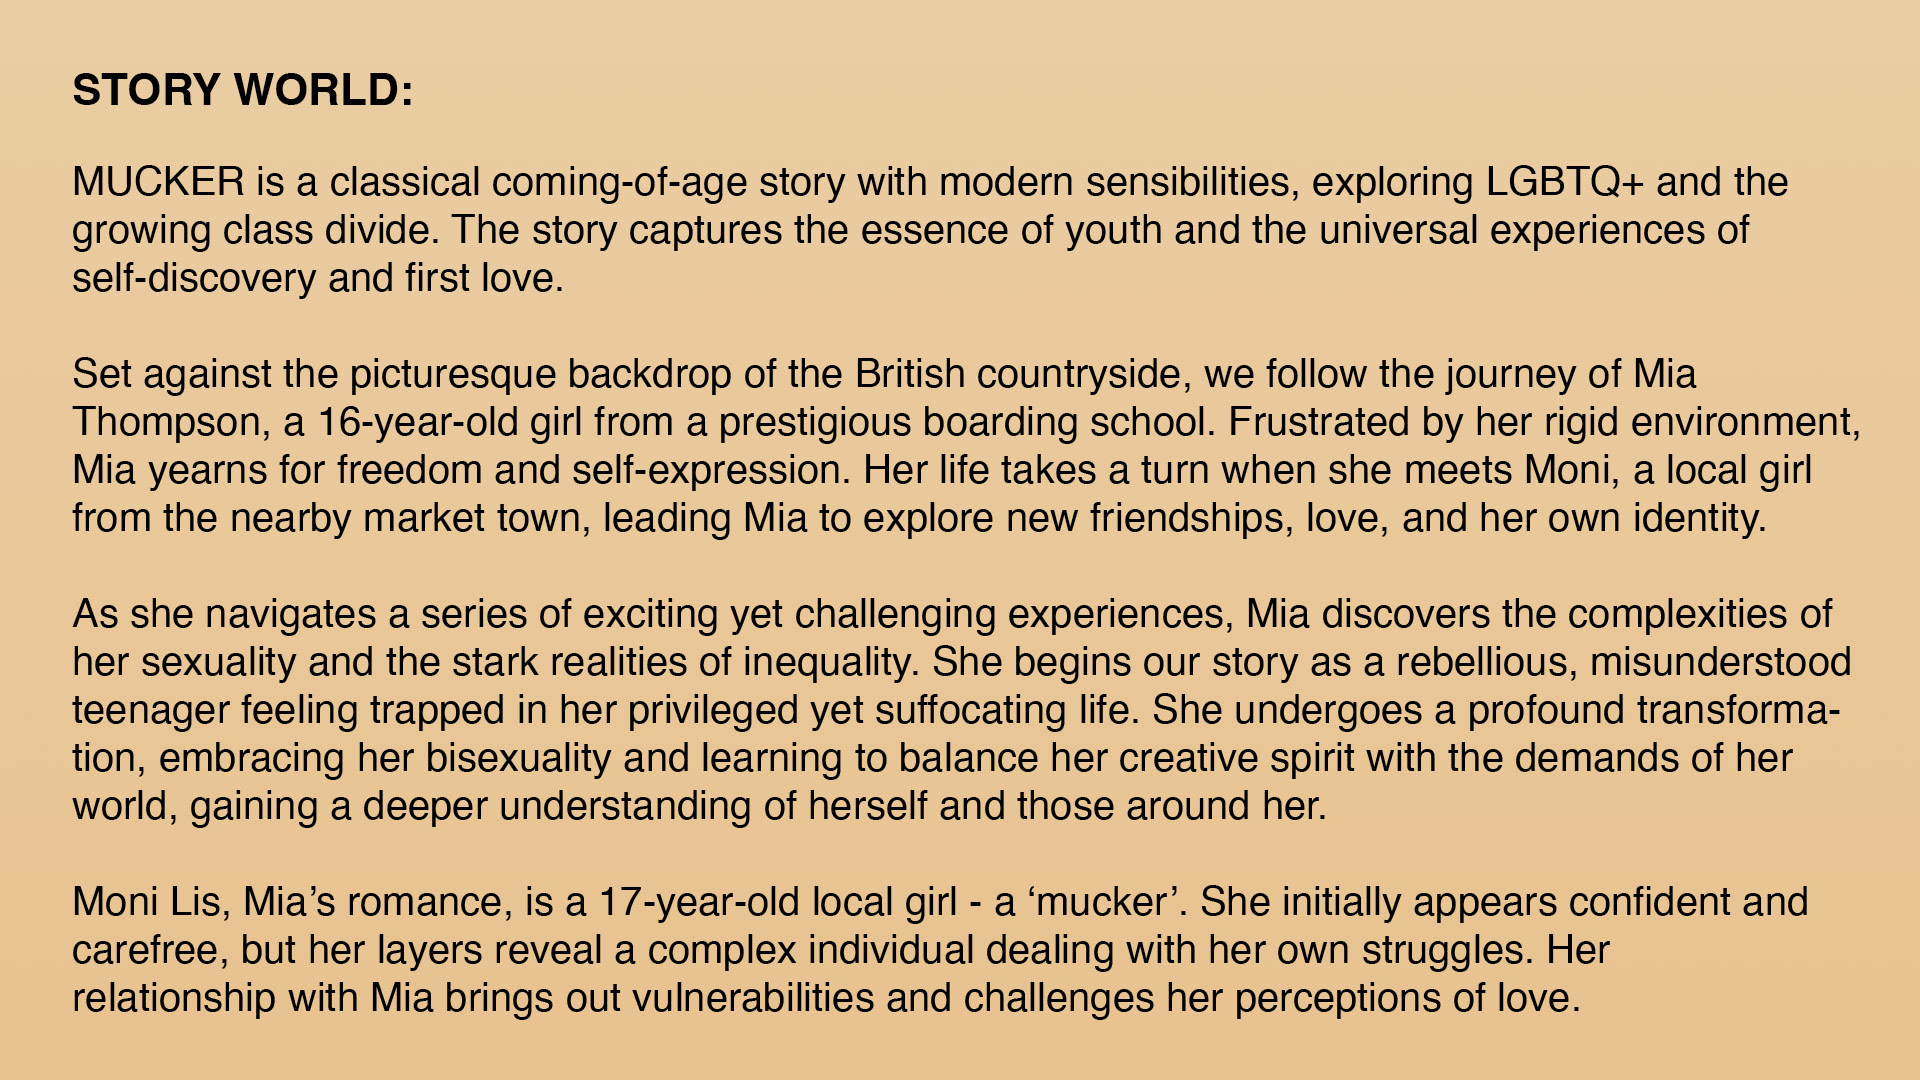 STORY WORLD:
MUCKER is a classical coming-of-age story with modern sensibilities, exploring LGBTQ+ and the
growing class divide. The story captures the essence of youth and the universal experiences of
self-discovery and first love.
Set against the picturesque backdrop of the British countryside, we follow the journey of Mia
Thompson, a 16-year-old girl from a prestigious boarding school. Frustrated by her rigid environment,
Mia yearns for freedom and self-expression. Her life takes a turn when she meets Moni, a local girl
from the nearby market town, leading Mia to explore new friendships, love, and her own identity.
As she navigates a series of exciting yet challenging experiences, Mia discovers the complexities of
her sexuality and the stark realities of inequality. She begins our story as a rebellious, misunderstood
teenager feeling trapped in her privileged yet suffocating life. She undergoes a profound transforma-
tion, embracing her bisexuality and learning to balance her creative spirit with the demands of her
world, gaining a deeper understanding of herself and those around her.
Moni Lis, Mia’s romance, is a 17-year-old local girl - a ‘mucker’. She initially appears confident and
carefree, but her layers reveal a complex individual dealing with her own struggles. Her
relationship with Mia brings out vulnerabilities and challenges her perceptions of love.